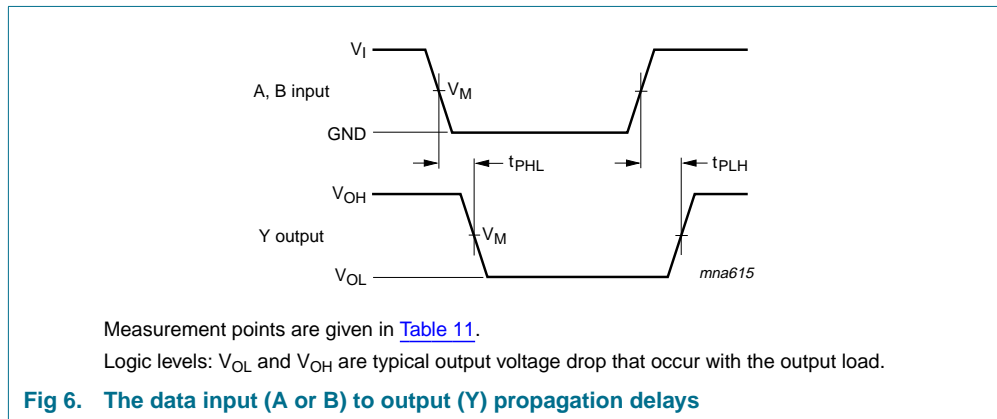 VI
A, B input
VM
GND
tPHL
tPLH
VOH
Y output
VM
VOL
mna615
Measurement points are given in Table 11.
Logic levels: VOL and VOH are typical output voltage drop that occur with the output load.
Fig 6. The data input (A or B) to output (Y) propagation delays